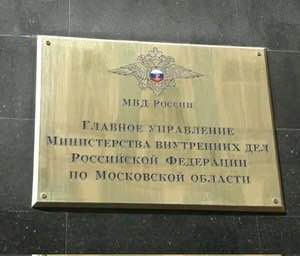 МВД РОССИИ
ГЛАВНОЕ УПРАВЛЕНИЕ
МИНИСТЕРСТВА ВНУТРЕННИХ ДЕЛ
РОССИЙСКОЙ ФЕДЕРАЦИИ
ПО МОСКОВСКОЙ ОБЛАСТИ